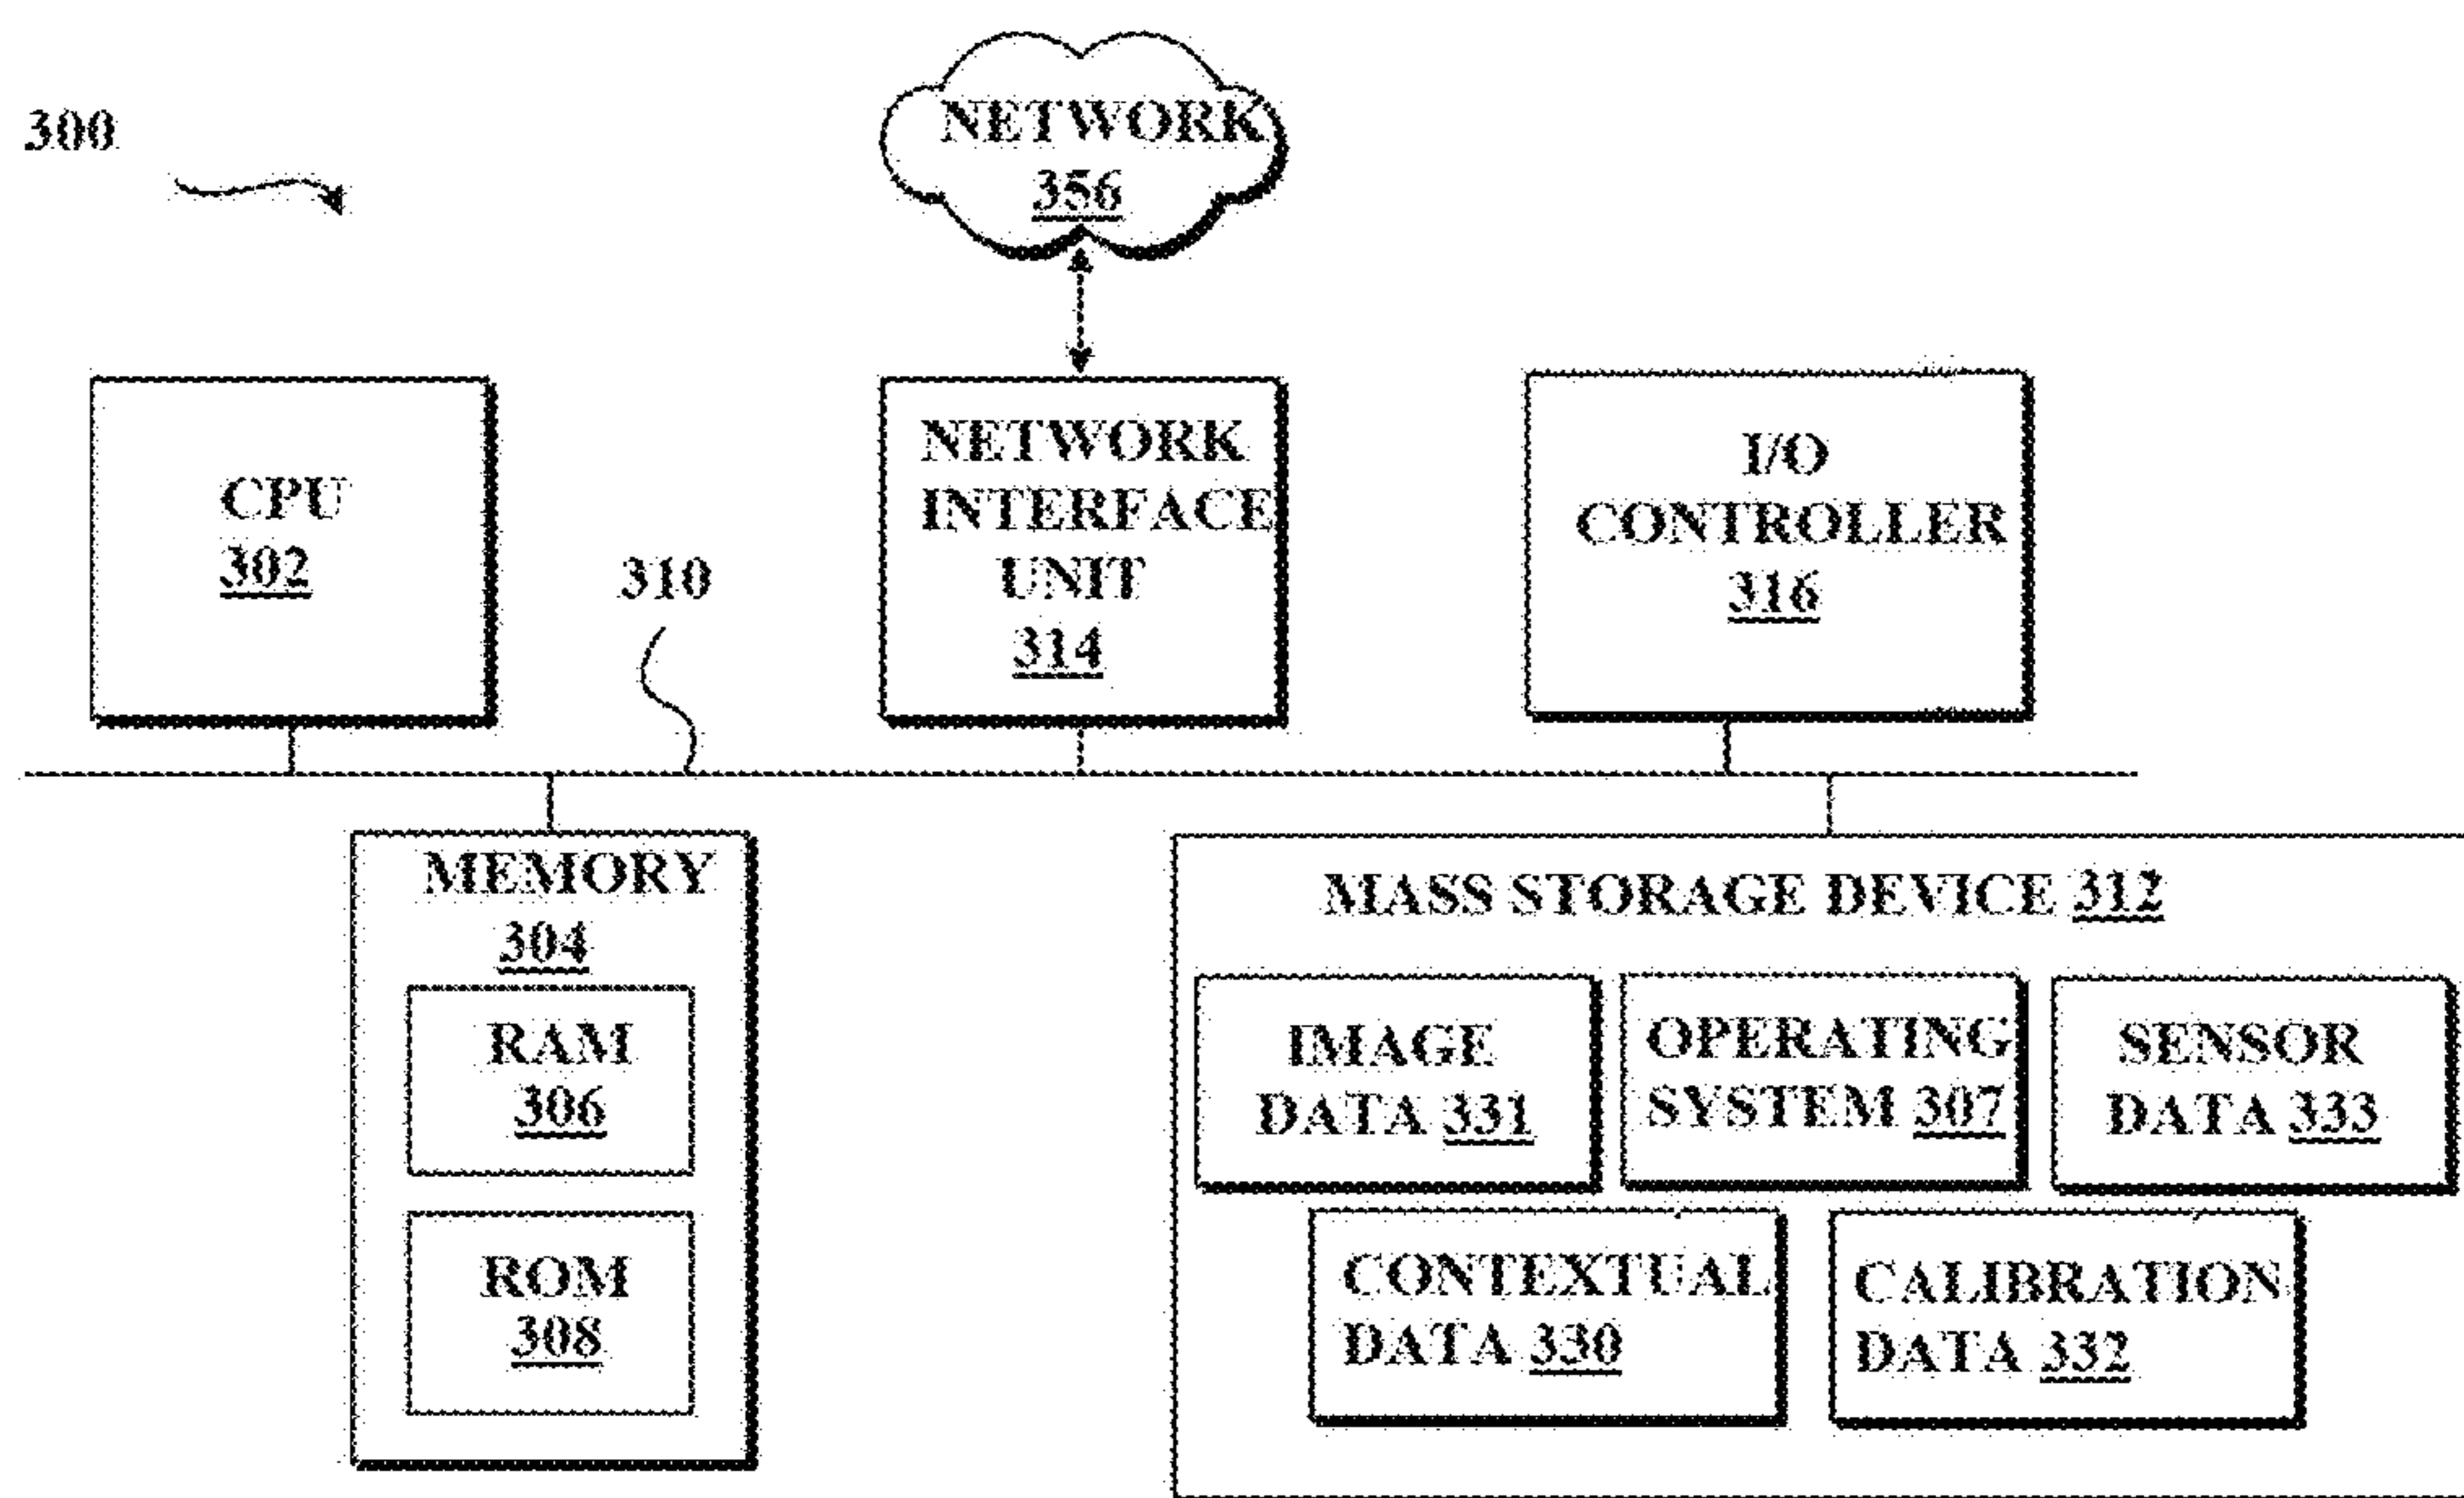 300
NETWORK
356
CPU
302
310
NETWORK
INTERFACE
UNIT
314
I/O
CONTROLLER
316
MEMORY
304
RAM
306
ROM
308
MASS STORAGE DEVICE 312
IMAGE
DATA 331
OPERATING
SYSTEM 307
SENSOR
DATA 333
CONTEXTUAL
DATA 330
CALIBRATION
DATA 332